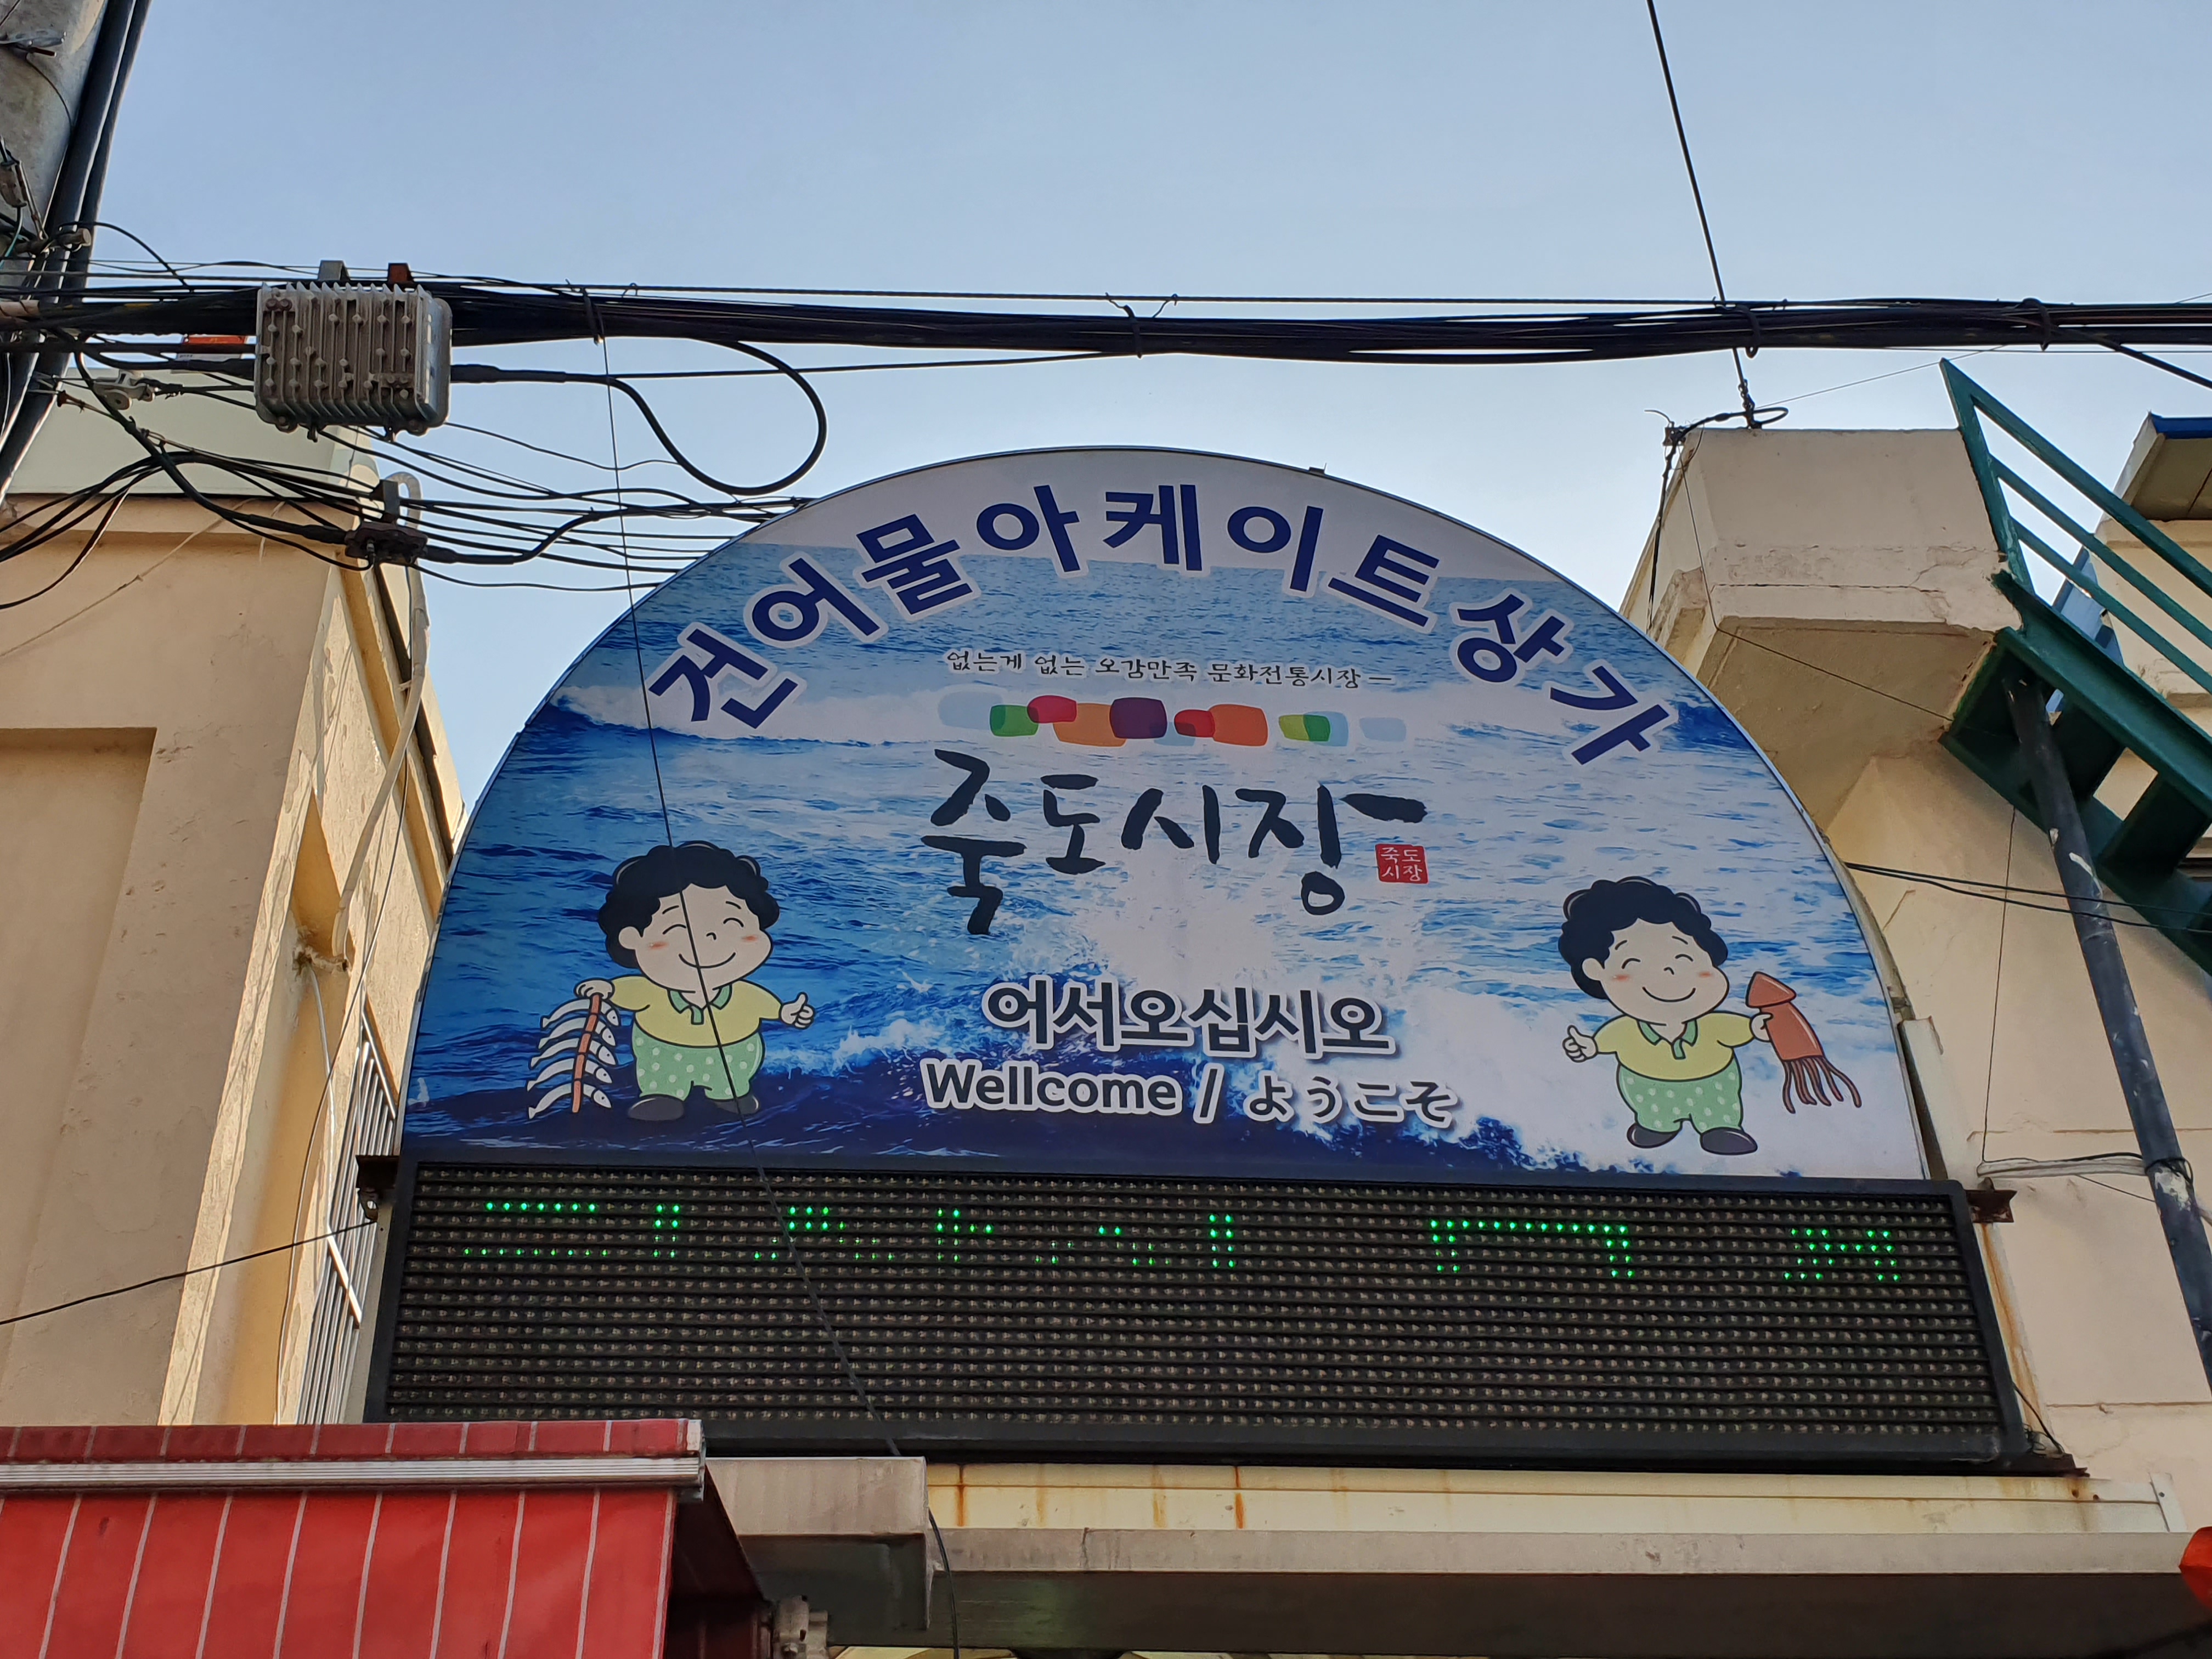 건어물아케이트상가
없는게 없는 오감만족 문화전통시장
죽도시장
죽도
시장
어서오십시오
Wellcome / ようこそ